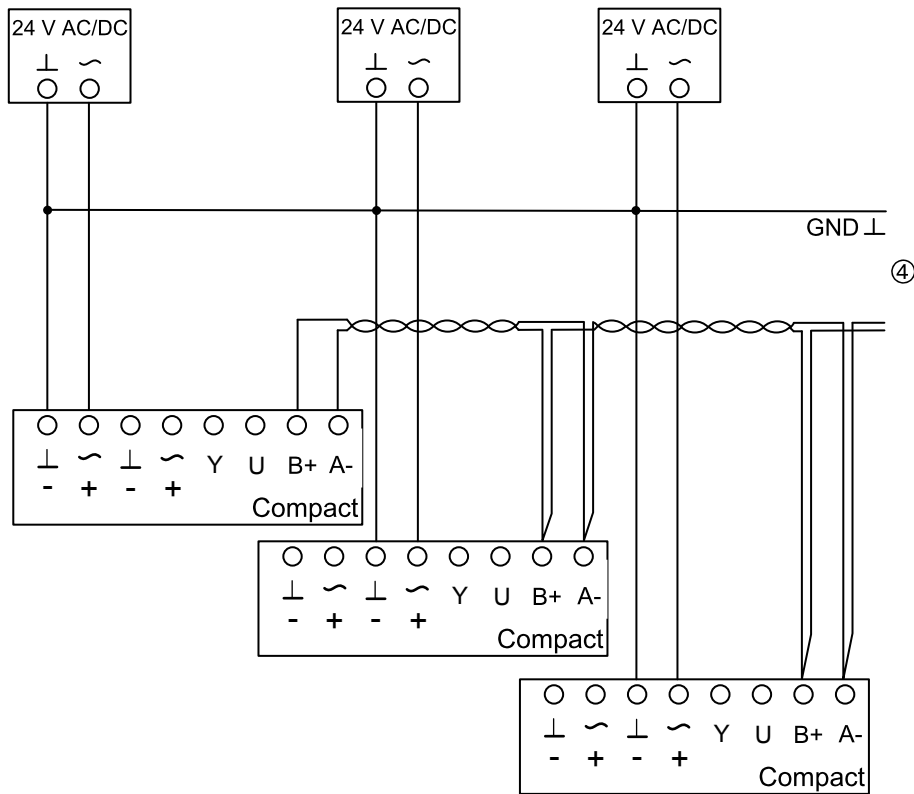 24 V AC/DC 24 V AC/DC 24 V AC/DC
⊥ ~ ⊥ ~ ⊥ ~
GND ⊥
④
⊥ ~ ⊥ ~ Y U B+ A-
- + - +
Compact
⊥ ~ ⊥ ~ Y U B+ A-
- + - +
Compact
⊥ ~ ⊥ ~ Y U B+ A-
- + - +
Compact